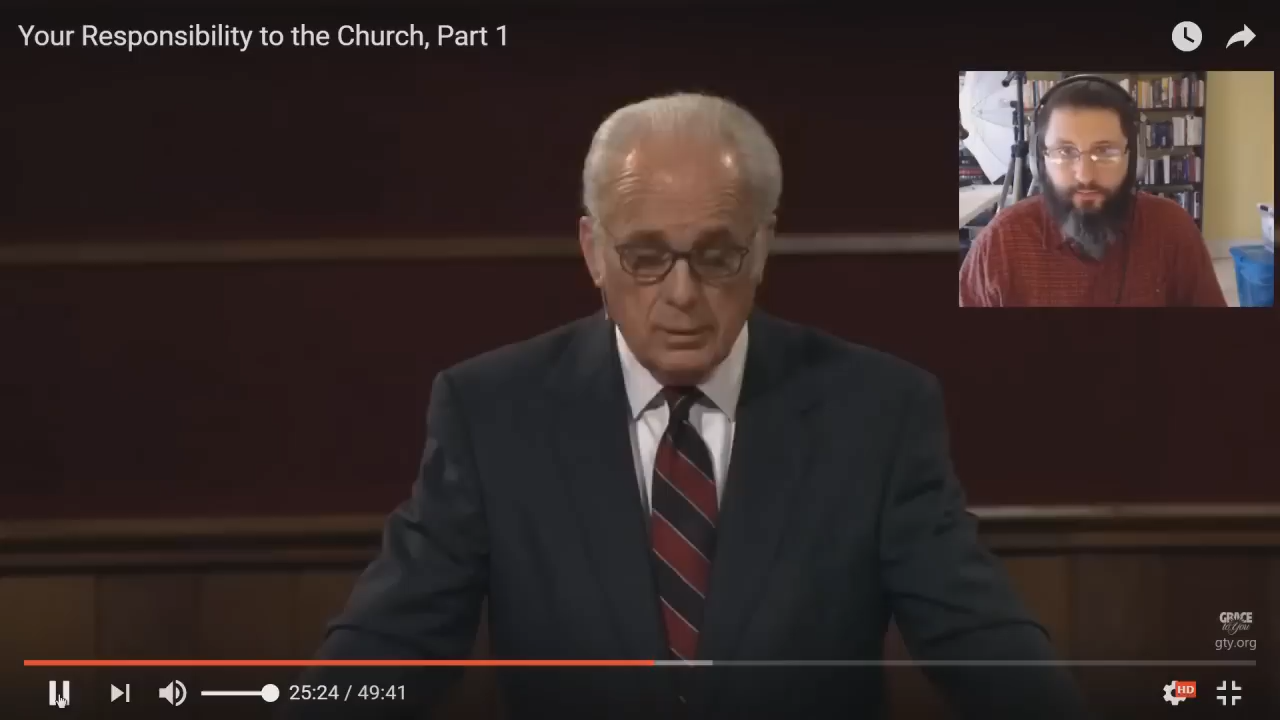 Your Responsibility to the Church, Part 1
GRACE
to You
gty.org
25:24 / 49:41
HD